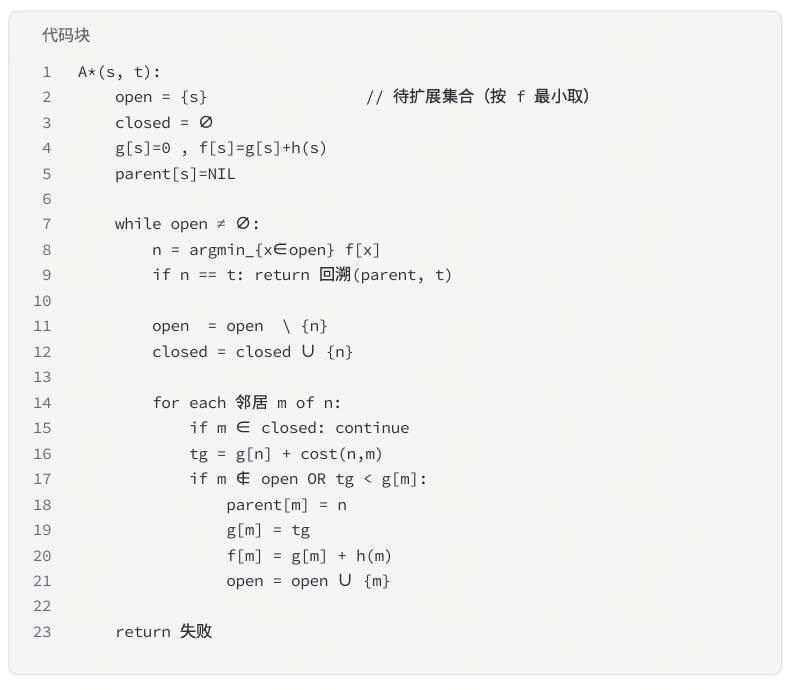 代码块
1 A*(s, t):
2     open = {s}                 // 待扩展集合（按 f 最小取）
3     closed = ∅
4     g[s]=0 , f[s]=g[s]+h(s)
5     parent[s]=NIL
6
7     while open ≠ ∅:
8         n = argmin_{x∈open} f[x]
9         if n == t: return 回溯(parent, t)
10
11         open  = open  \ {n}
12         closed = closed ∪ {n}
13
14         for each 邻居 m of n:
15             if m ∈ closed: continue
16             tg = g[n] + cost(n,m)
17             if m ∉ open OR tg < g[m]:
18                 parent[m] = n
19                 g[m] = tg
20                 f[m] = g[m] + h(m)
21                 open = open ∪ {m}
22
23     return 失败